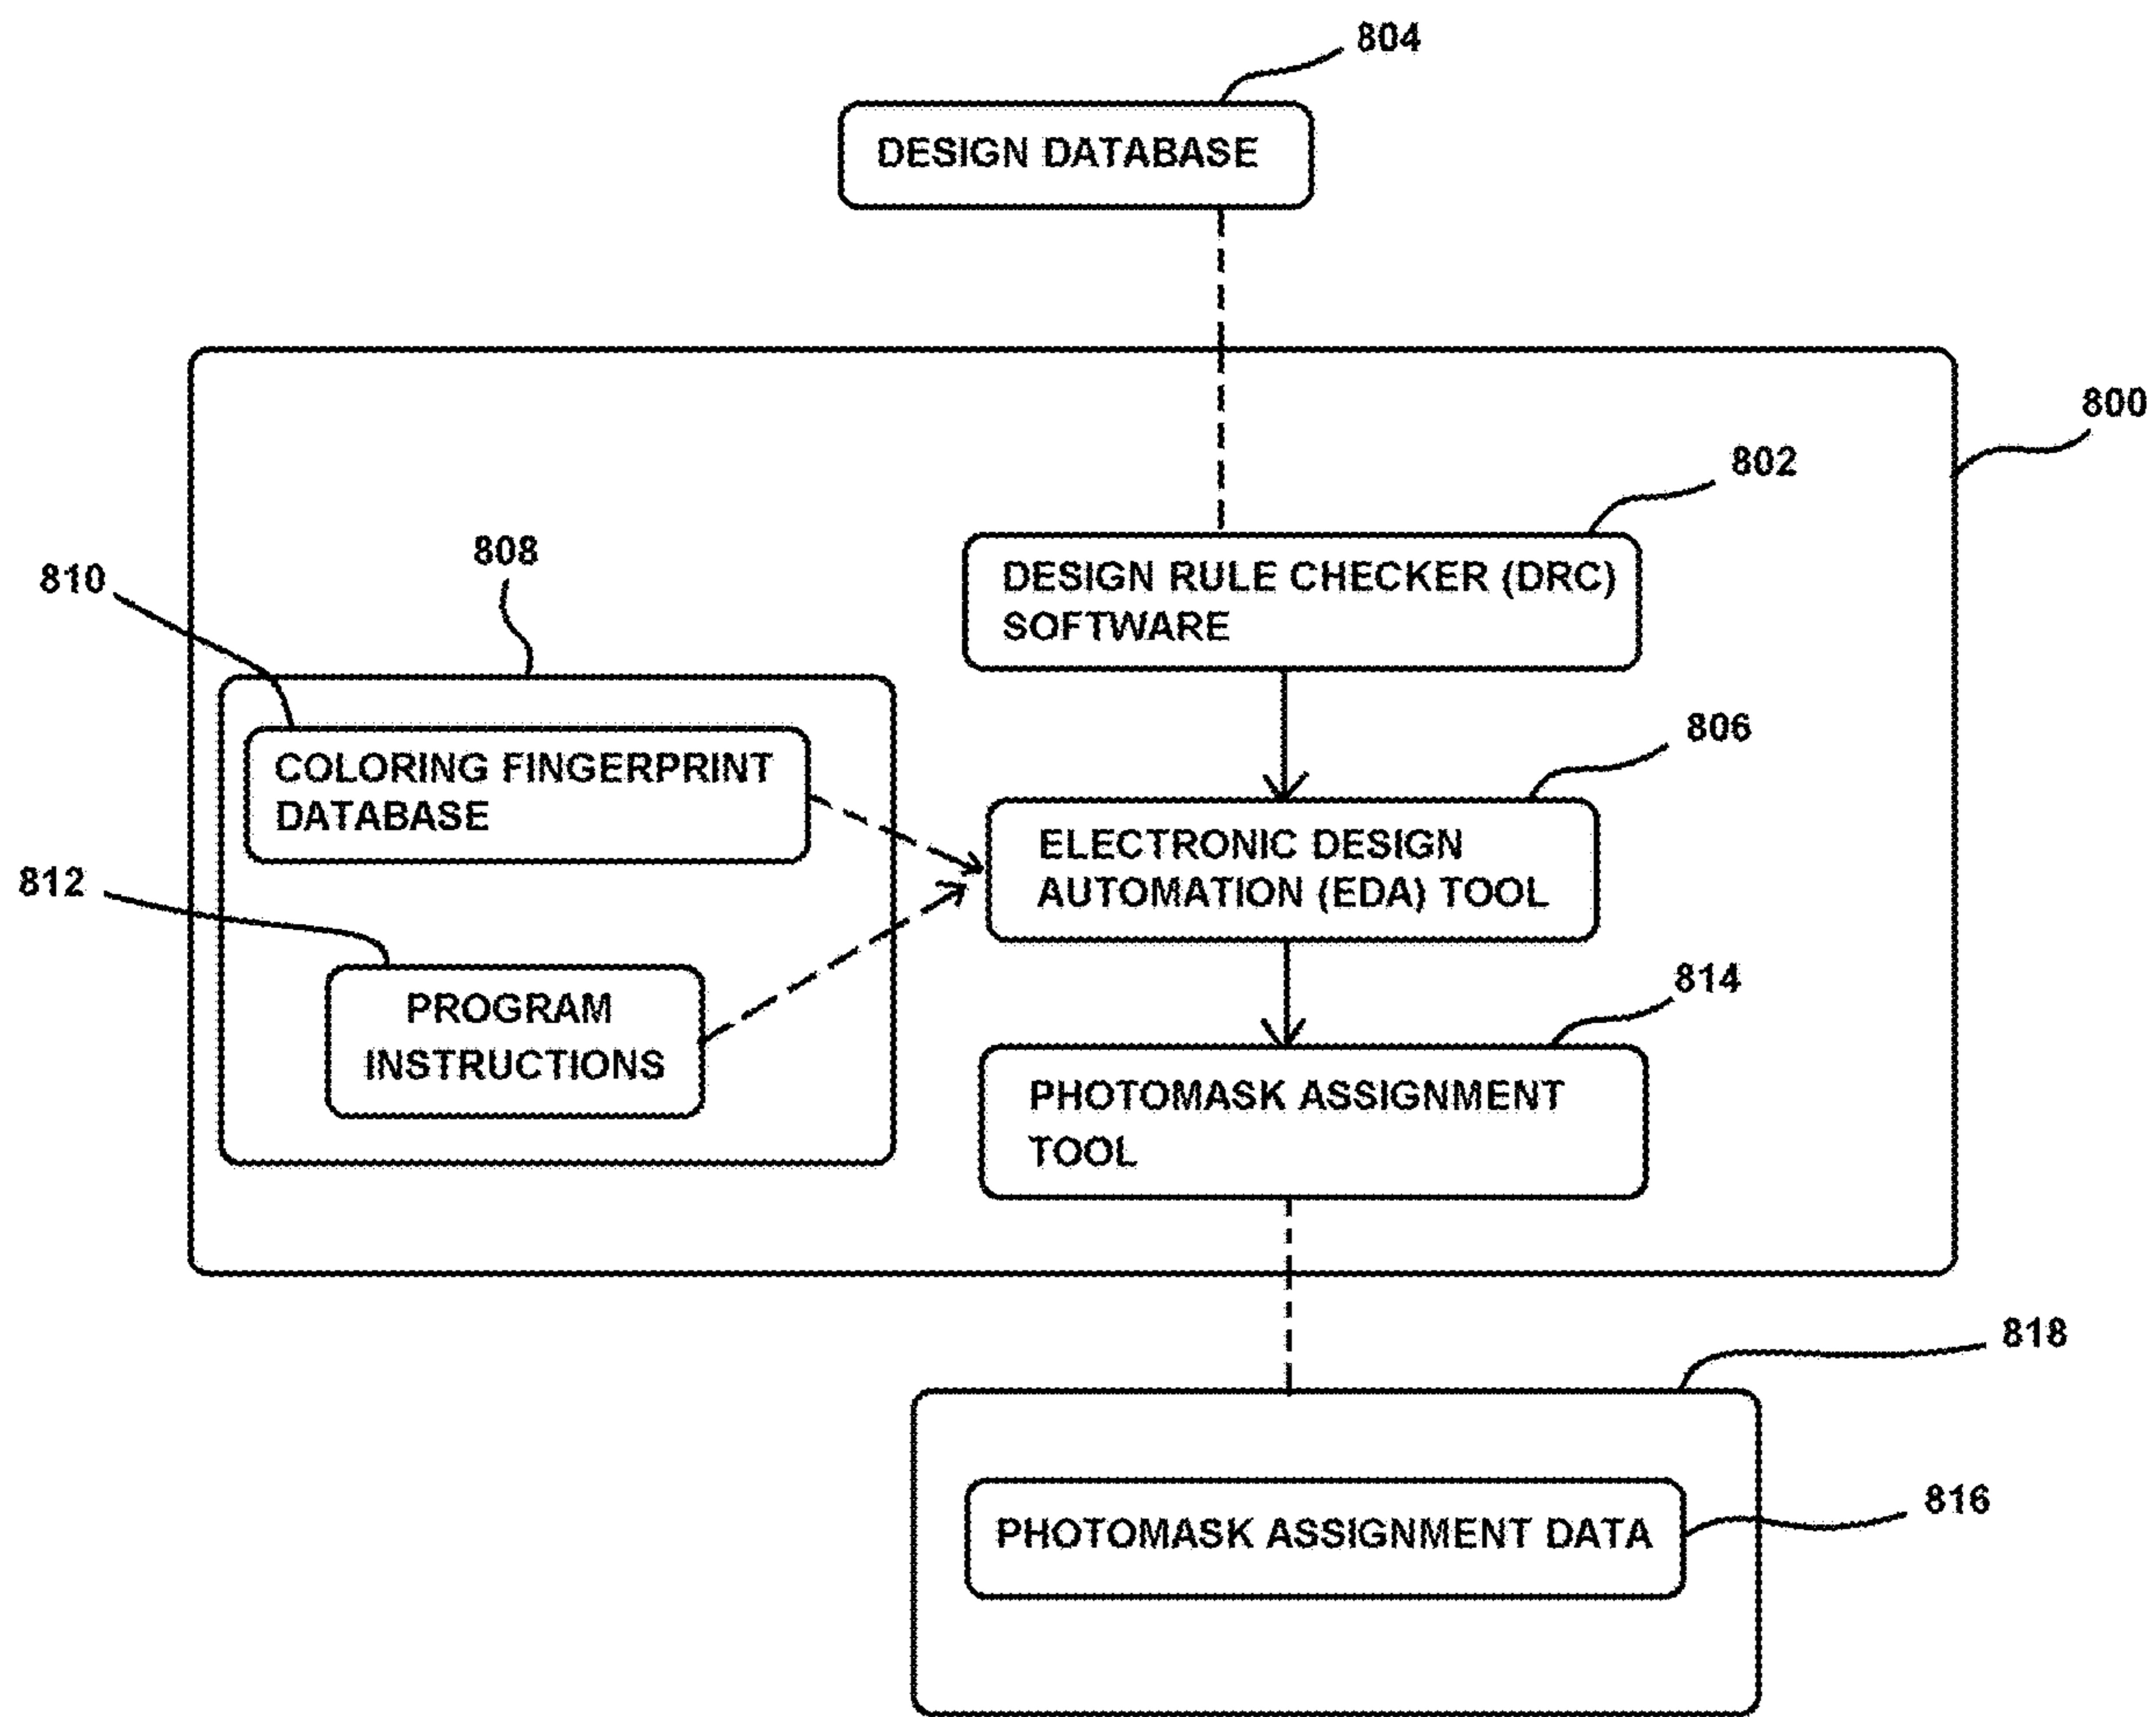 804
DESIGN DATABASE
800
802
DESIGN RULE CHECKER (DRC)
SOFTWARE
808
810
COLORING FINGERPRINT
DATABASE
806
ELECTRONIC DESIGN
AUTOMATION (EDA) TOOL
812
PROGRAM
INSTRUCTIONS
814
PHOTOMASK ASSIGNMENT
TOOL
818
816
PHOTOMASK ASSIGNMENT DATA